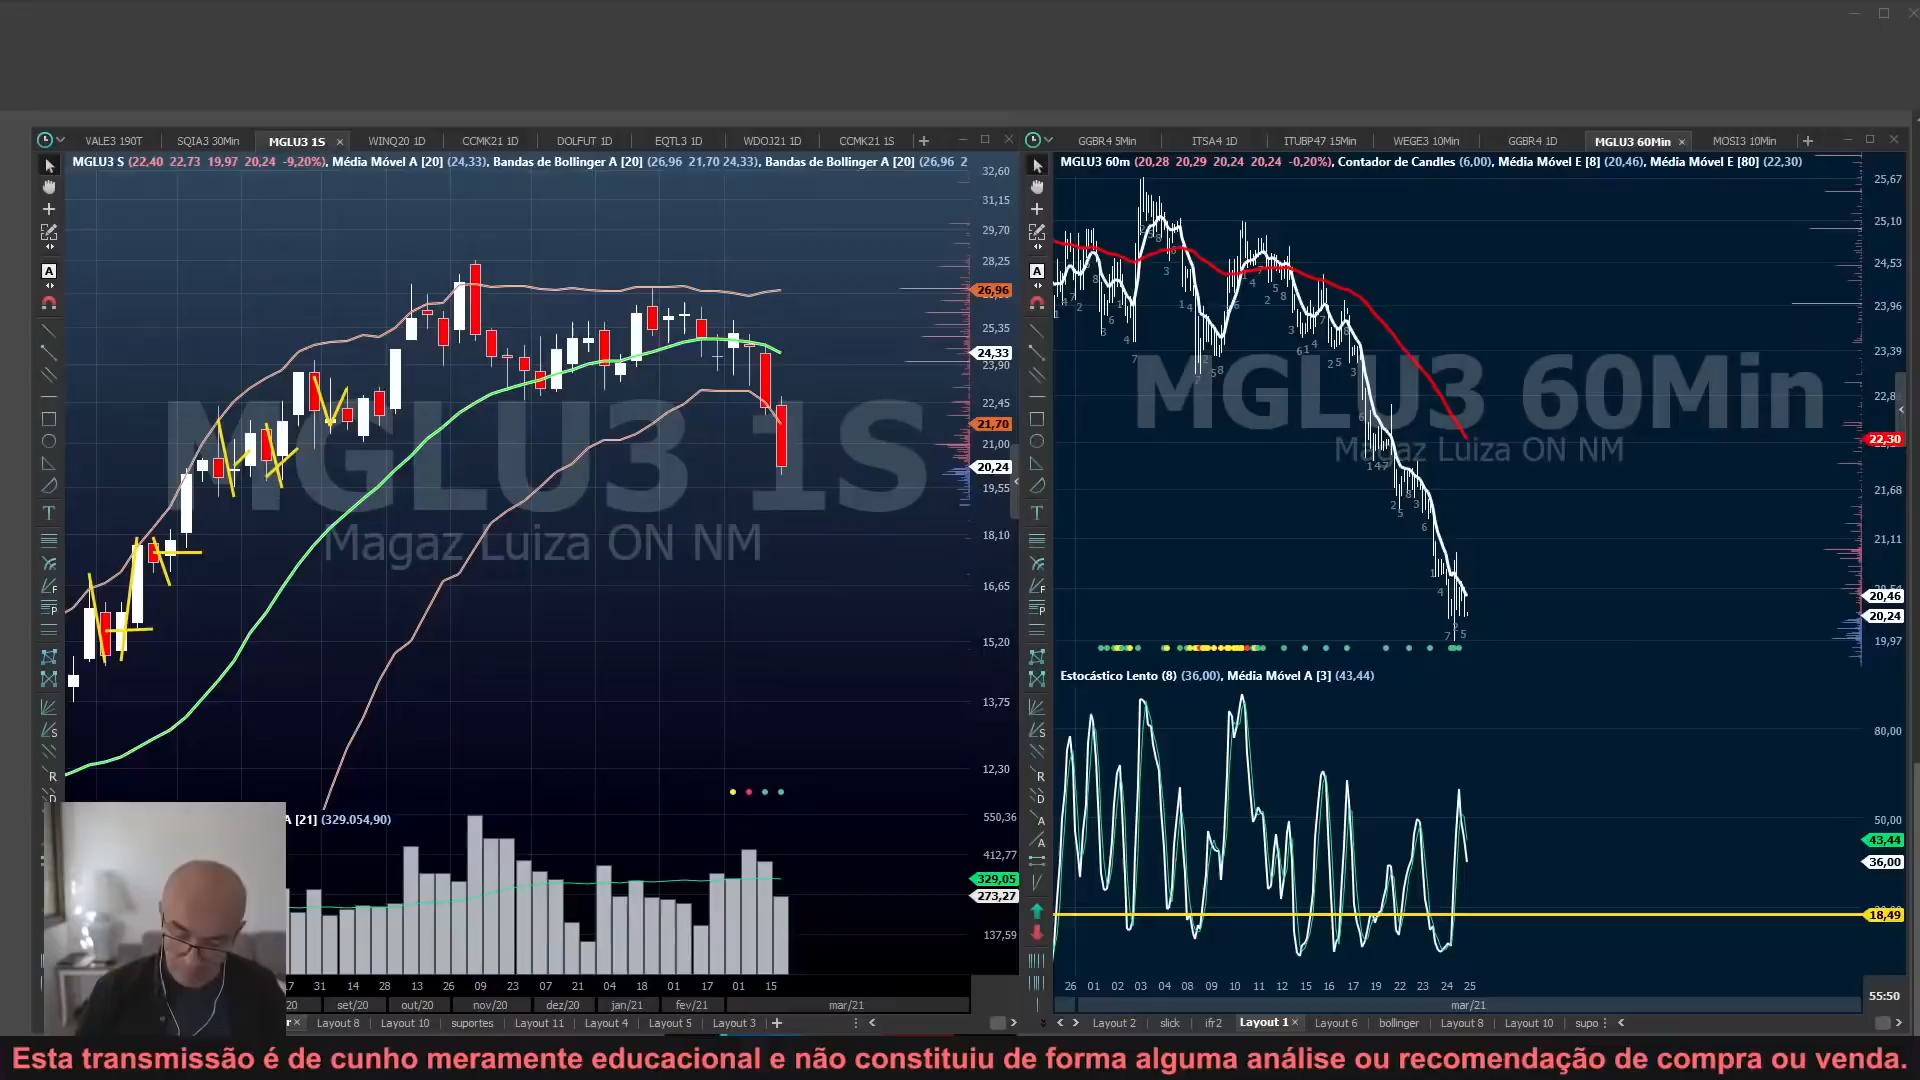 VALE3 190T SQIA3 30Min MGLU3 1S × WINQ20 1D CCMK21 1D DOLFUT 1D EQTL3 1D WDOJ21 1D CCMK21 1S +
MGLU3 S (22,40 22,73 19,97 20,24 -9,20%), Média Móvel A [20] (24,33), Bandas de Bollinger A [20] (26,96 21,70 24,33), Bandas de Bollinger A [20] (26,96 2
32,60
31,15
29,70
28,25
26,96
25,35
24,33
23,90
22,45
21,70
21,00
20,24
19,55
18,10
16,65
15,20
13,75
12,30
MGLU3 1S
Magaz Luiza ON NM
A [21] (329.054,90)
550,36
412,77
329,05
273,27
137,59
17 31 14 28 13 26 09 23 07 21 04 18 01 17 01 15
20 set/20 out/20 nov/20 dez/20 jan/21 fev/21 mar/21
Layout 8 Layout 10 suportes Layout 11 Layout 4 Layout 5 Layout 3 +
GGBR4 5Min ITSA4 1D ITUBP47 15Min WEGE3 10Min GGBR4 1D MGLU3 60Min × MOSI3 10Min +
MGLU3 60m (20,28 20,29 20,24 20,24 -0,20%), Contador de Candles (6,00), Média Móvel E [8] (20,46), Média Móvel E [80] (22,30)
25,67
25,10
24,53
23,96
23,39
22,8
22,30
21,68
21,11
20,46
20,24
19,97
MGLU3 60Min
Magaz Luiza ON NM
Estocástico Lento (8) (36,00), Média Móvel A [3] (43,44)
80,00
50,00
43,44
36,00
18,49
26 01 02 03 04 08 09 10 11 12 15 16 17 19 22 23 24 25
mar/21
55:50
Layout 2 slick ifr2 Layout 1 × Layout 6 bollinger Layout 8 Layout 10 supo
Esta transmissão é de cunho meramente educacional e não constituiu de forma alguma análise ou recomendação de compra ou venda.